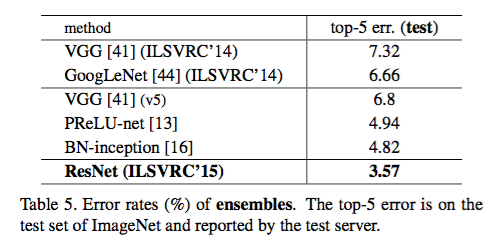 method top-5 err. (test)
VGG [41] (ILSVRC’14) 7.32
GoogLeNet [44] (ILSVRC’14) 6.66
VGG [41] (v5) 6.8
PReLU-net [13] 4.94
BN-inception [16] 4.82
ResNet (ILSVRC’15) 3.57
Table 5. Error rates (%) of ensembles. The top-5 error is on the
test set of ImageNet and reported by the test server.